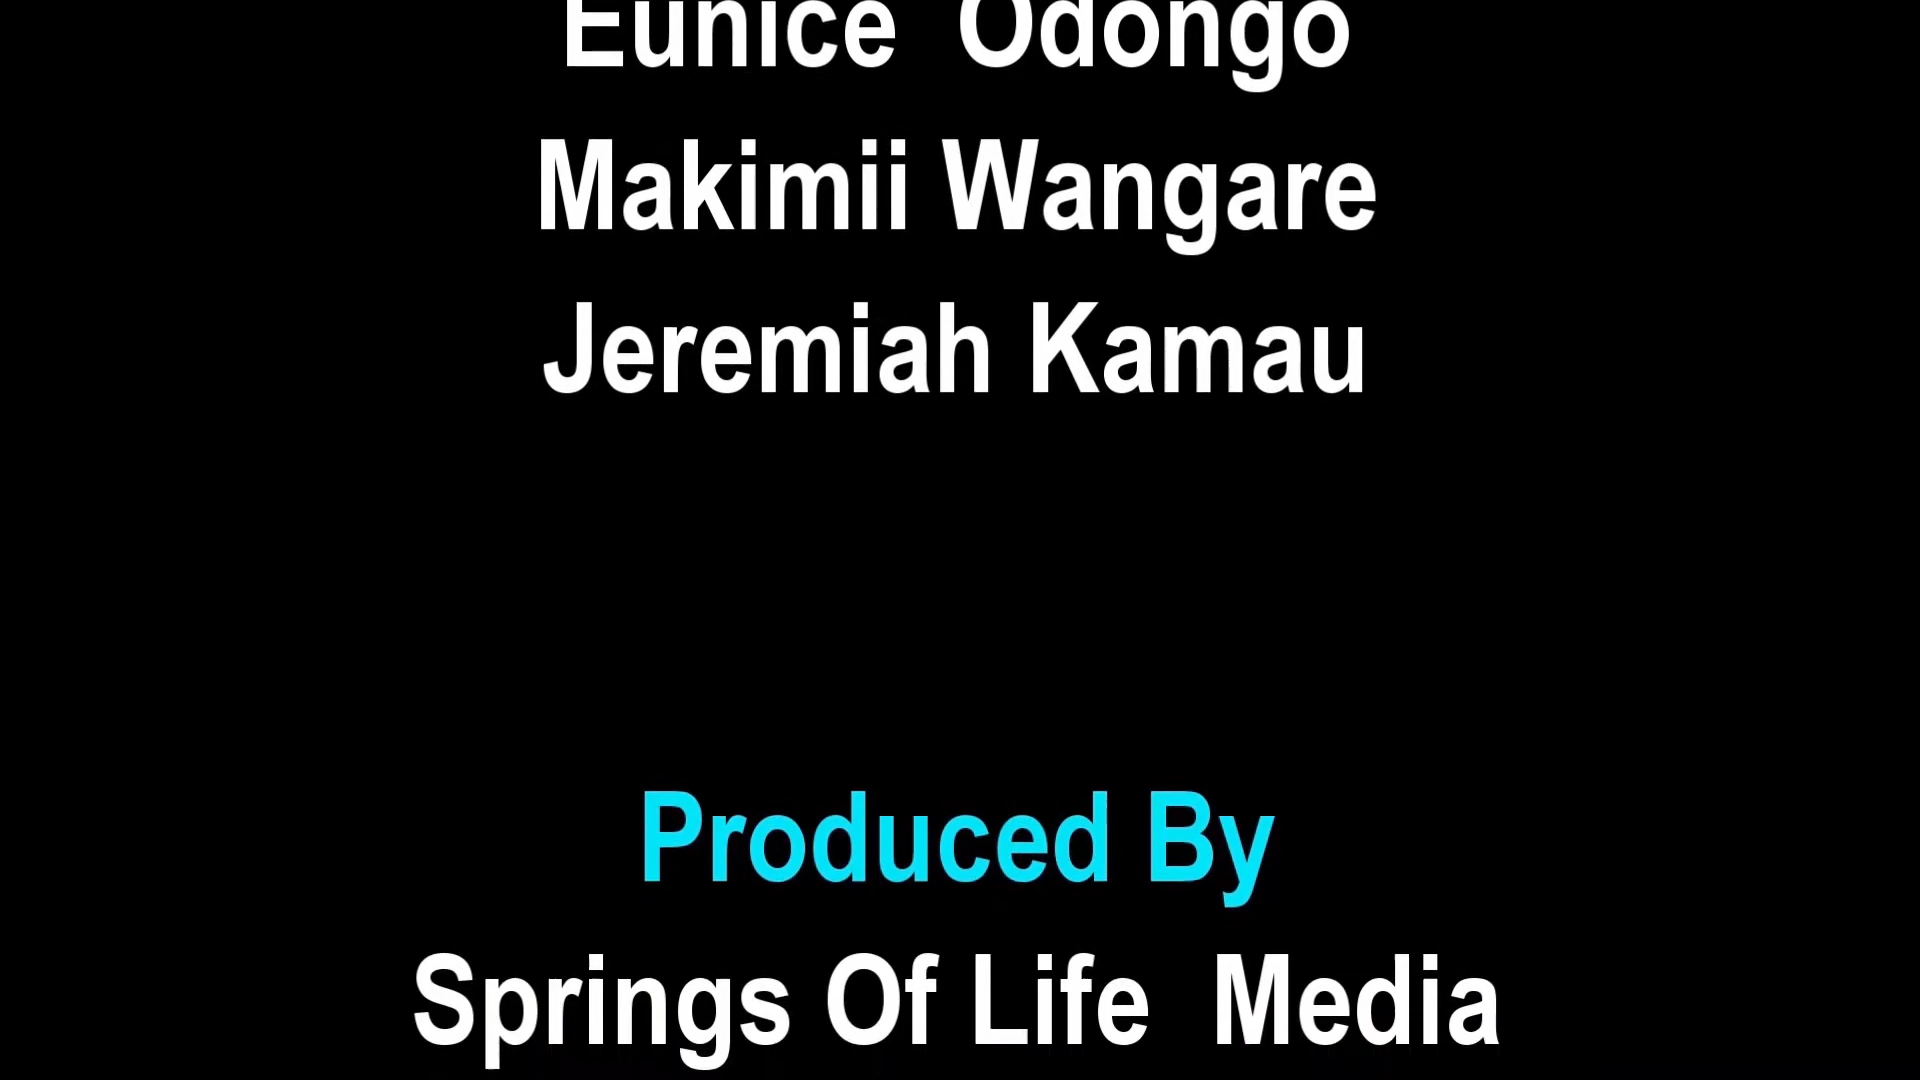 Eunice  Odongo
Makimii Wangare
Jeremiah Kamau
Produced By
Springs Of Life  Media